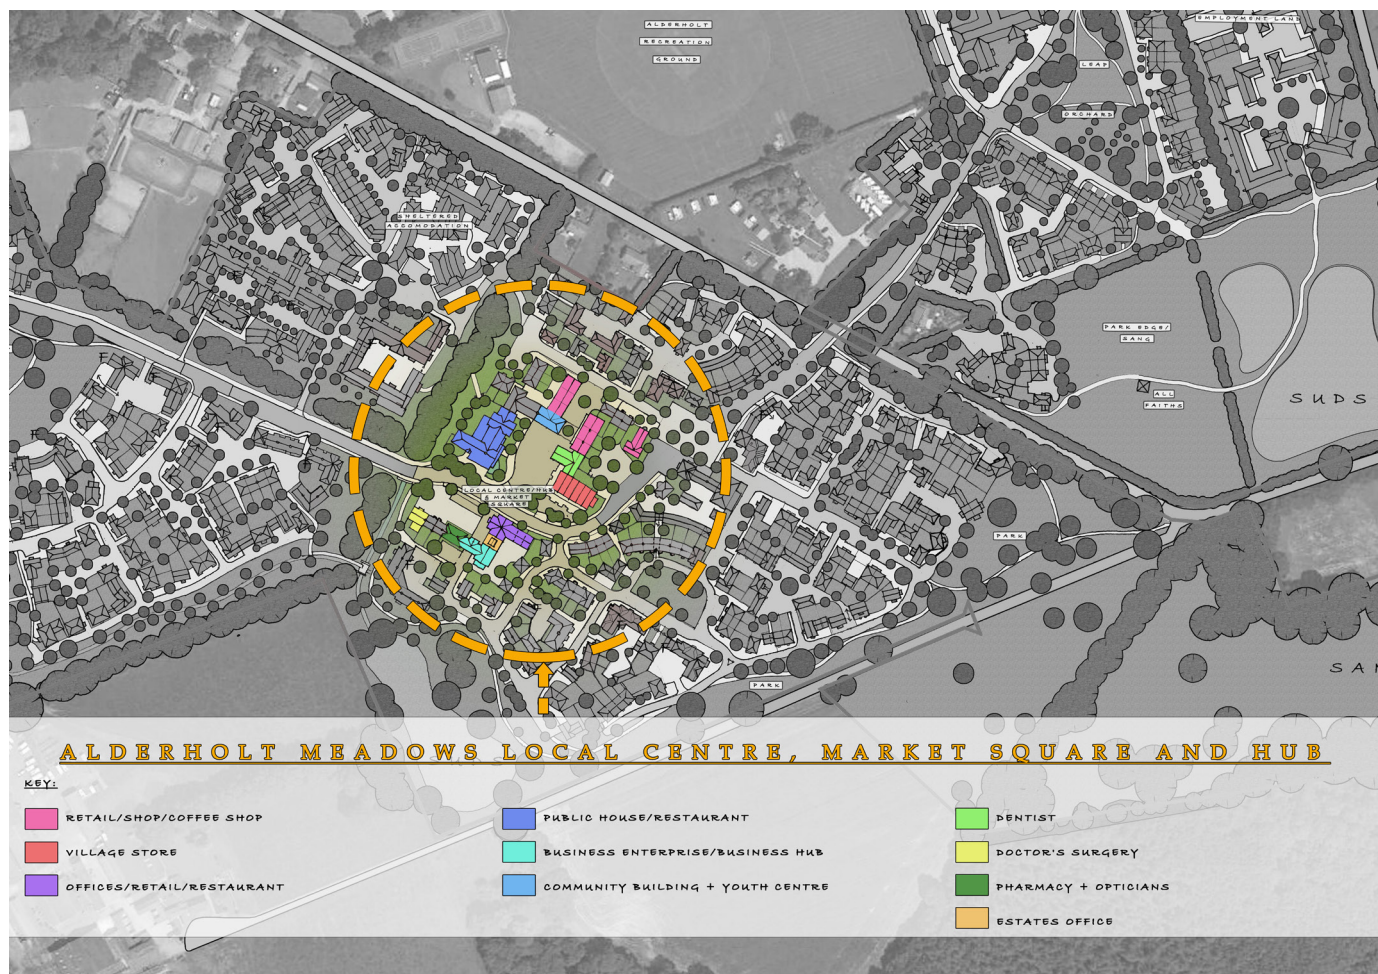 ALDERHOLT
RECREATION
GROUND
EMPLOYMENT LAND
LEAP
ORCHARD
SHELTERED
ACCOMODATION
PARK EDGE/
SANG
ALL
FAITHS
SUDS
LOCAL CENTRE/HUB
& MARKET
SQUARE
PARK
PARK
SAN
ALDERHOLT MEADOWS LOCAL CENTRE, MARKET SQUARE AND HUB
KEY:
RETAIL/SHOP/COFFEE SHOP
VILLAGE STORE
OFFICES/RETAIL/RESTAURANT
PUBLIC HOUSE/RESTAURANT
BUSINESS ENTERPRISE/BUSINESS HUB
COMMUNITY BUILDING + YOUTH CENTRE
DENTIST
DOCTOR'S SURGERY
PHARMACY + OPTICIANS
ESTATES OFFICE